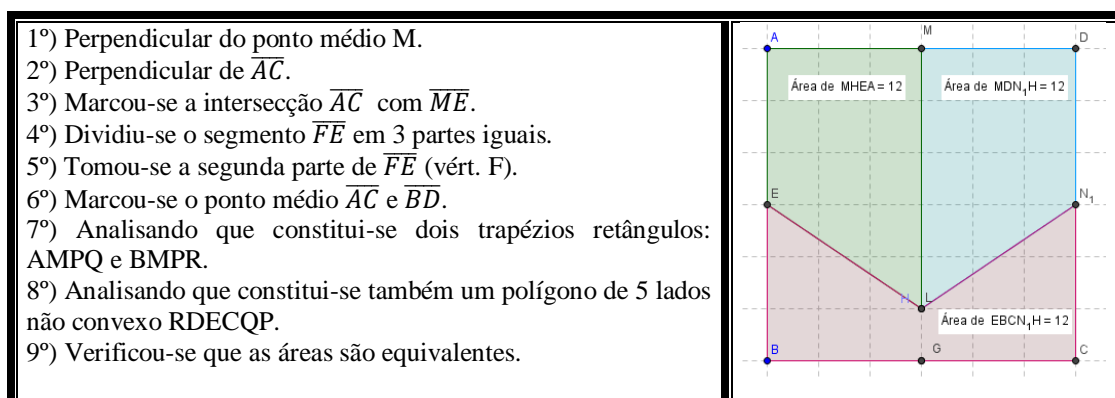 1º) Perpendicular do ponto médio M.
2º) Perpendicular de AC.
3º) Marcou-se a intersecção AC com ME.
4º) Dividiu-se o segmento FE em 3 partes iguais.
5º) Tomou-se a segunda parte de FE (vért. F).
6º) Marcou-se o ponto médio AC e BD.
7º) Analisando que constitui-se dois trapézios retângulos:
AMPQ e BMPR.
8º) Analisando que constitui-se também um polígono de 5 lados
não convexo RDECQP.
9º) Verificou-se que as áreas são equivalentes.
A M D
Área de MHEA = 12 Área de MDN₁H = 12
E N₁
H L
Área de EBCN₁H = 12
B G C